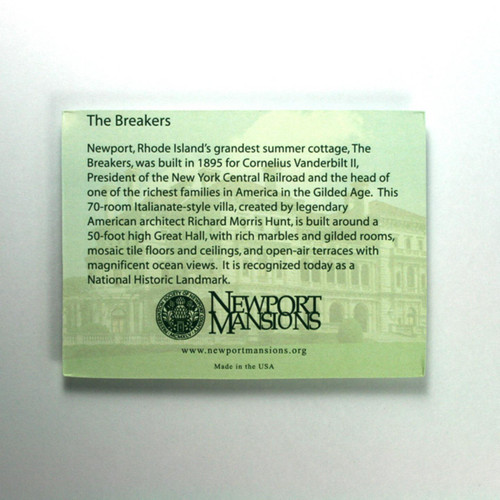 The Breakers
Newport, Rhode Island's grandest summer cottage, The
Breakers, was built in 1895 for Cornelius Vanderbilt II,
President of the New York Central Railroad and the head of
one of the richest families in America in the Gilded Age. This
70-room Italianate-style villa, created by legendary
American architect Richard Morris Hunt, is built around a
50-foot high Great Hall, with rich marbles and gilded rooms,
mosaic tile floors and ceilings, and open-air terraces with
magnificent ocean views. It is recognized today as a
National Historic Landmark.
NEWPORT
MANSIONS
www.newportmansions.org
Made in the USA